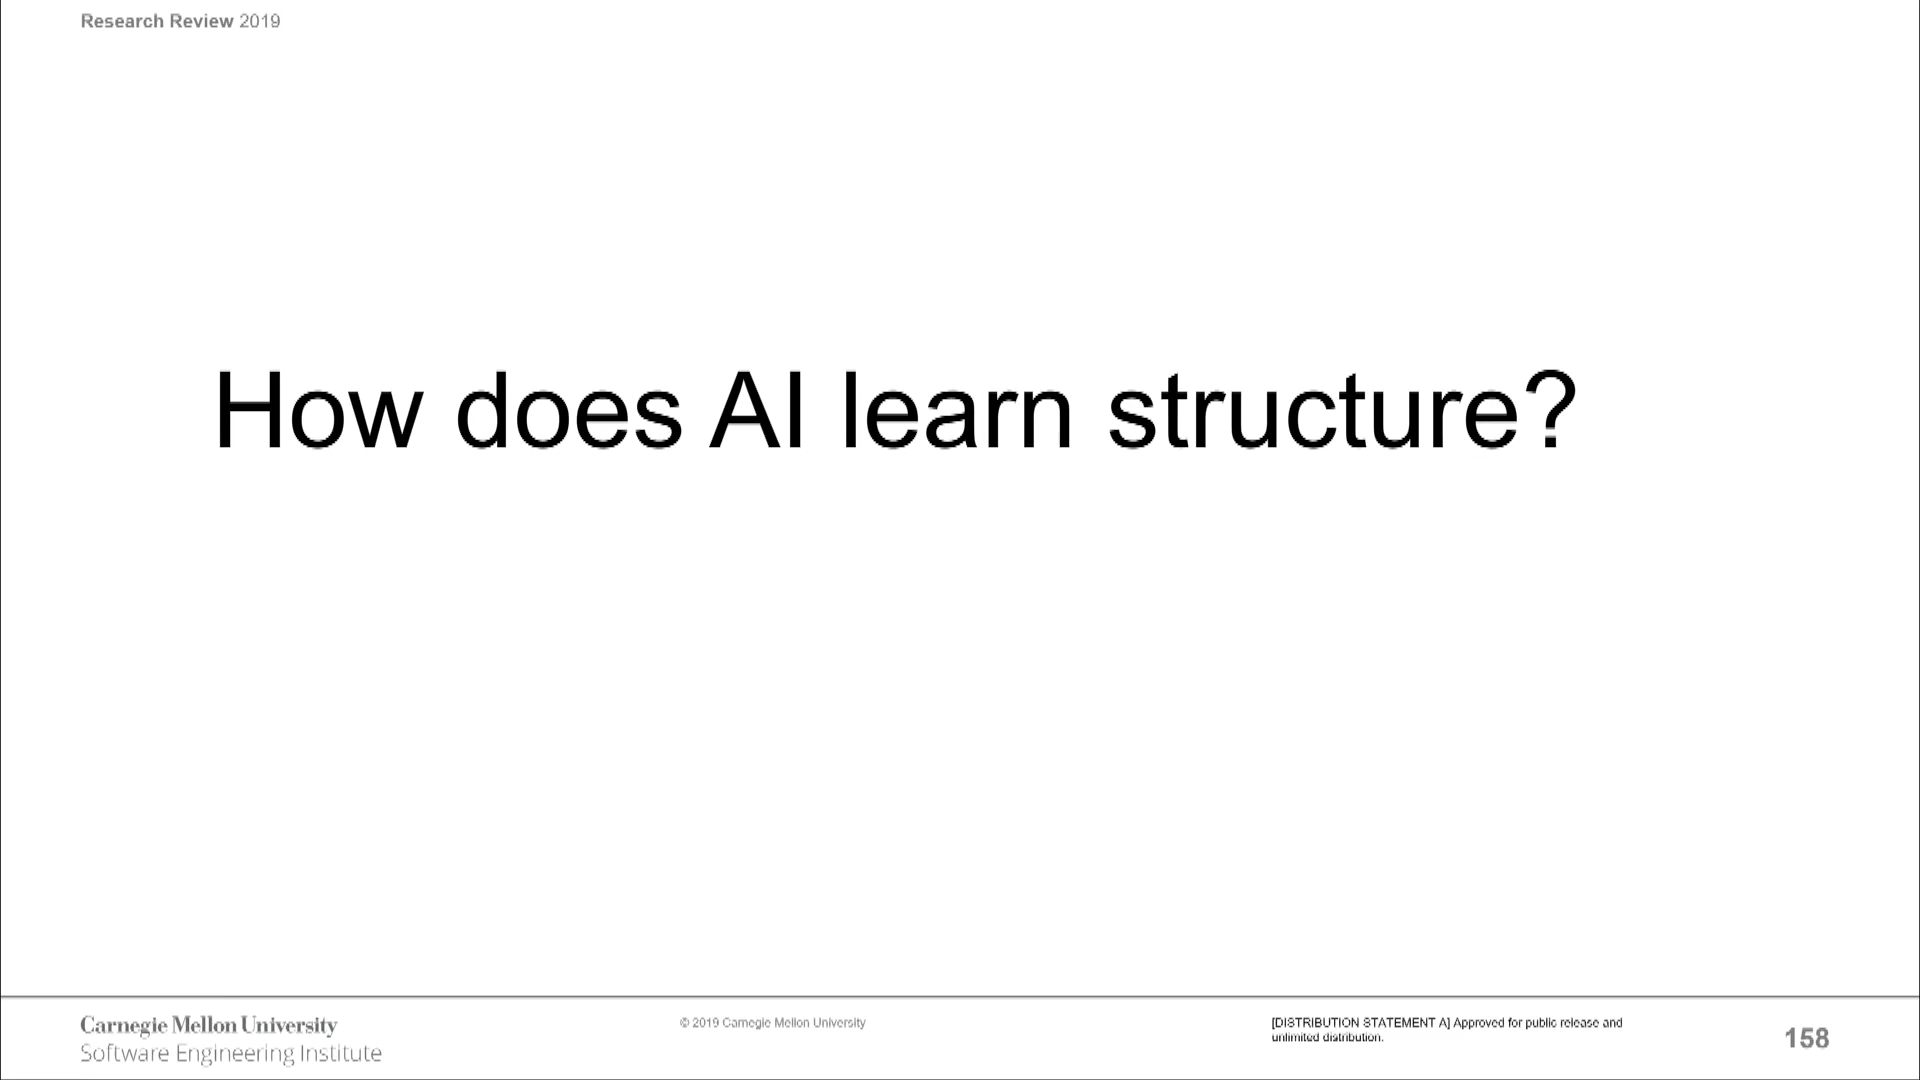 Research Review 2019
How does AI learn structure?
Carnegie Mellon University
Software Engineering Institute
© 2019 Carnegie Mellon University
[DISTRIBUTION STATEMENT A] Approved for public release and
unlimited distribution.
158